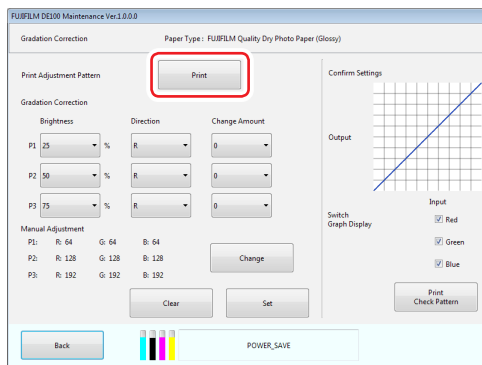 FUJIFILM DE100 Maintenance Ver.1.0.0.0
Gradation Correction Paper Type : FUJIFILM Quality Dry Photo Paper (Glossy)
Print Adjustment Pattern Print Confirm Settings
Gradation Correction
Brightness Direction Change Amount
Output
P1 25 % R 0
P2 50 % R 0
P3 75 % R 0
Input
Switch
Graph Display
Red
Green
Blue
Manual Adjustment
P1: R: 64 G: 64 B: 64
P2: R: 128 G: 128 B: 128
P3: R: 192 G: 192 B: 192
Change
Print
Check Pattern
Clear Set
Back POWER_SAVE